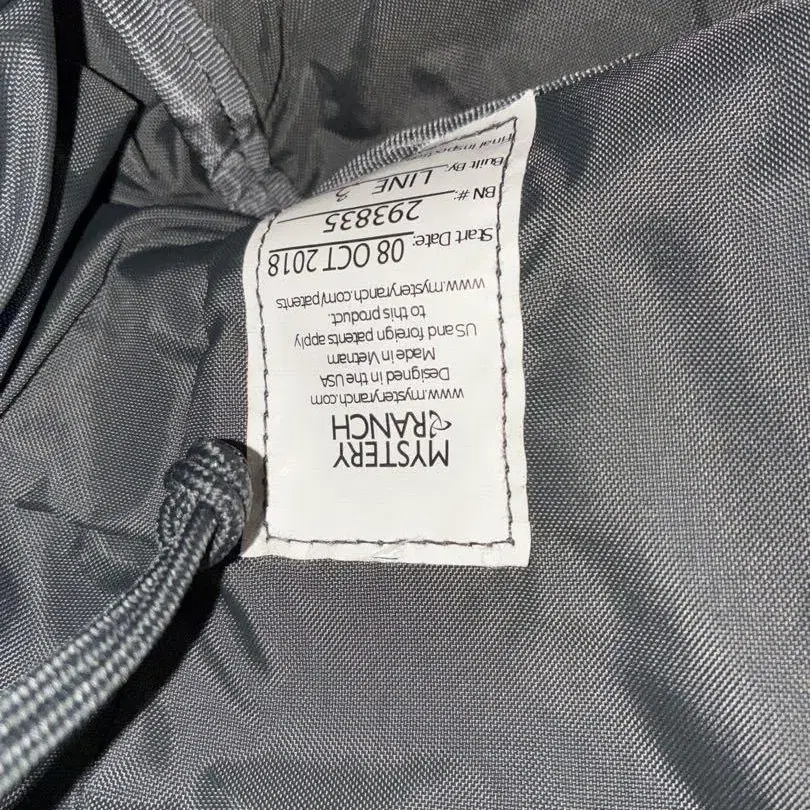 MYSTERY
RANCH
www.mysteryranch.com
Designed in the USA
Made in Vietnam
US and foreign patents apply
to this product.
www.mysteryranch.com/patents
Start Date: 08 OCT 2018
BN #: 293835
Built By: LINE 3
Final